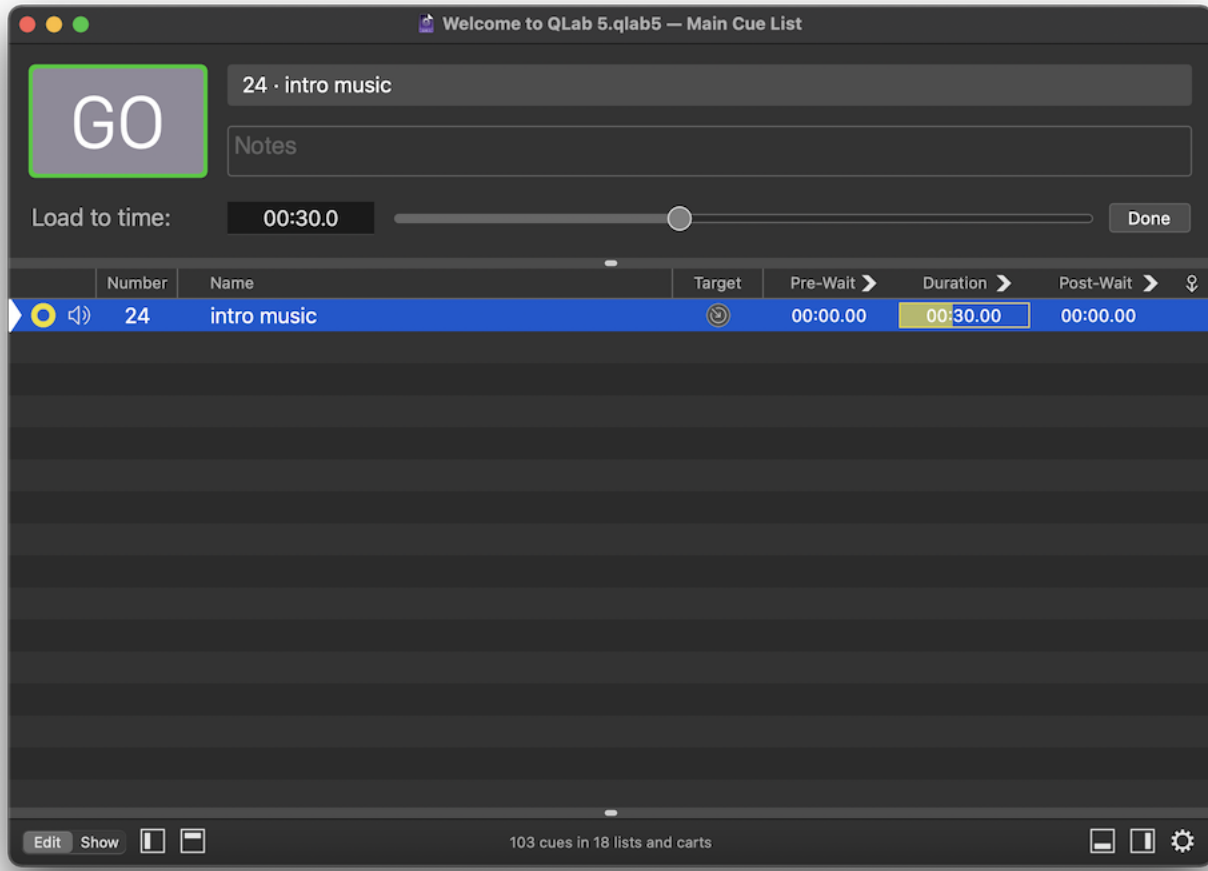 Welcome to QLab 5.qlab5 — Main Cue List
GO
24 · intro music
Notes
Load to time:
00:30.0
Done
Number Name Target Pre-Wait Duration Post-Wait
24 intro music 00:00.00 00:30.00 00:00.00
Edit Show
103 cues in 18 lists and carts